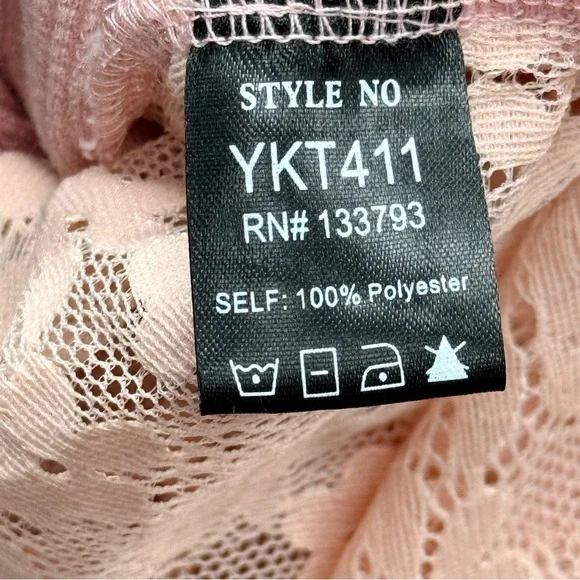 STYLE NO
YKT411
RN# 133793
SELF: 100% Polyester